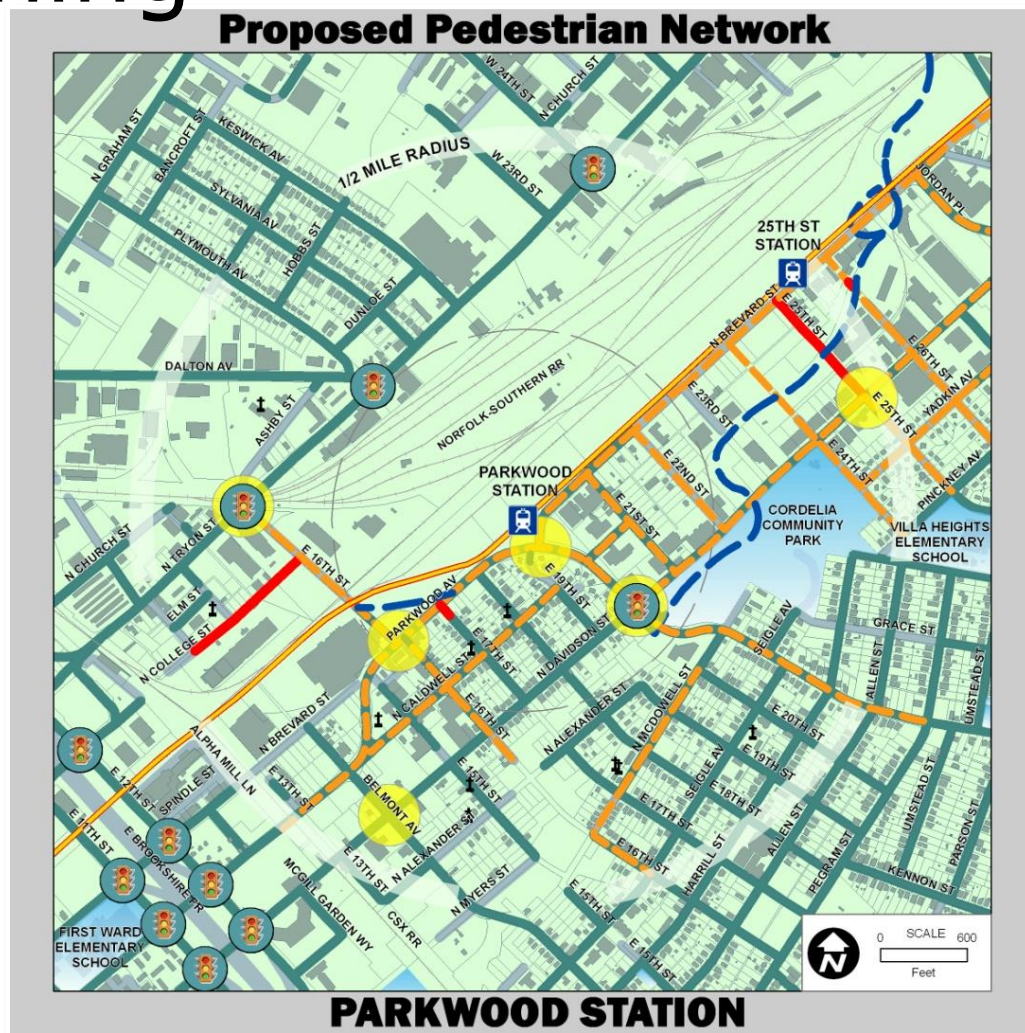 Proposed Pedestrian Network
W 24TH ST
N CHURCH ST
N GRAHAM ST
BANCROFT ST
KESWICK AV
1/2 MILE RADIUS
W 23RD ST
SYLVANIA AV
HOBBS ST
PLYMOUTH AV
DUNLOE ST
JORDAN PL
25TH ST
STATION
N BREVARD ST
E 25TH ST
E 26TH ST
YADKIN AV
E 25TH ST
DALTON AV
ASHBY ST
NORFOLK-SOUTHERN RR
E 23RD ST
E 24TH ST
PINCKNEY AV
PARKWOOD
STATION
E 22ND ST
E 21ST ST
CORDELIA
COMMUNITY
PARK
VILLA HEIGHTS
ELEMENTARY
SCHOOL
N CHURCH ST
N TRYON ST
E 16TH ST
ELM ST
N COLLEGE ST
PARKWOOD AV
E 19TH ST
N DAVIDSON ST
E 17TH ST
N CALDWELL ST
E 16TH ST
SEIGLE AV
GRACE ST
ALLEN ST
UMSTEAD ST
N MCDOWELL ST
N ALEXANDER ST
E 20TH ST
E 19TH ST
SEIGLE AV
E 18TH ST
E 17TH ST
N BREVARD ST
ALPHA MILL LN
E 13TH ST
BELMONT AV
E 15TH ST
N ALEXANDER ST
E 13TH ST
N MYERS ST
E 12TH ST
SPINDLE ST
E 11TH ST
E BROOKSHIRE FR
MCGILL GARDEN WY
CSX RR
E 16TH ST
E 15TH ST
E 15TH ST
HARRILL ST
ALLEN ST
PEGRAM ST
UMSTEAD ST
PARSON ST
KENNON ST
FIRST WARD
ELEMENTARY
SCHOOL
N
0 SCALE 600
Feet
PARKWOOD STATION